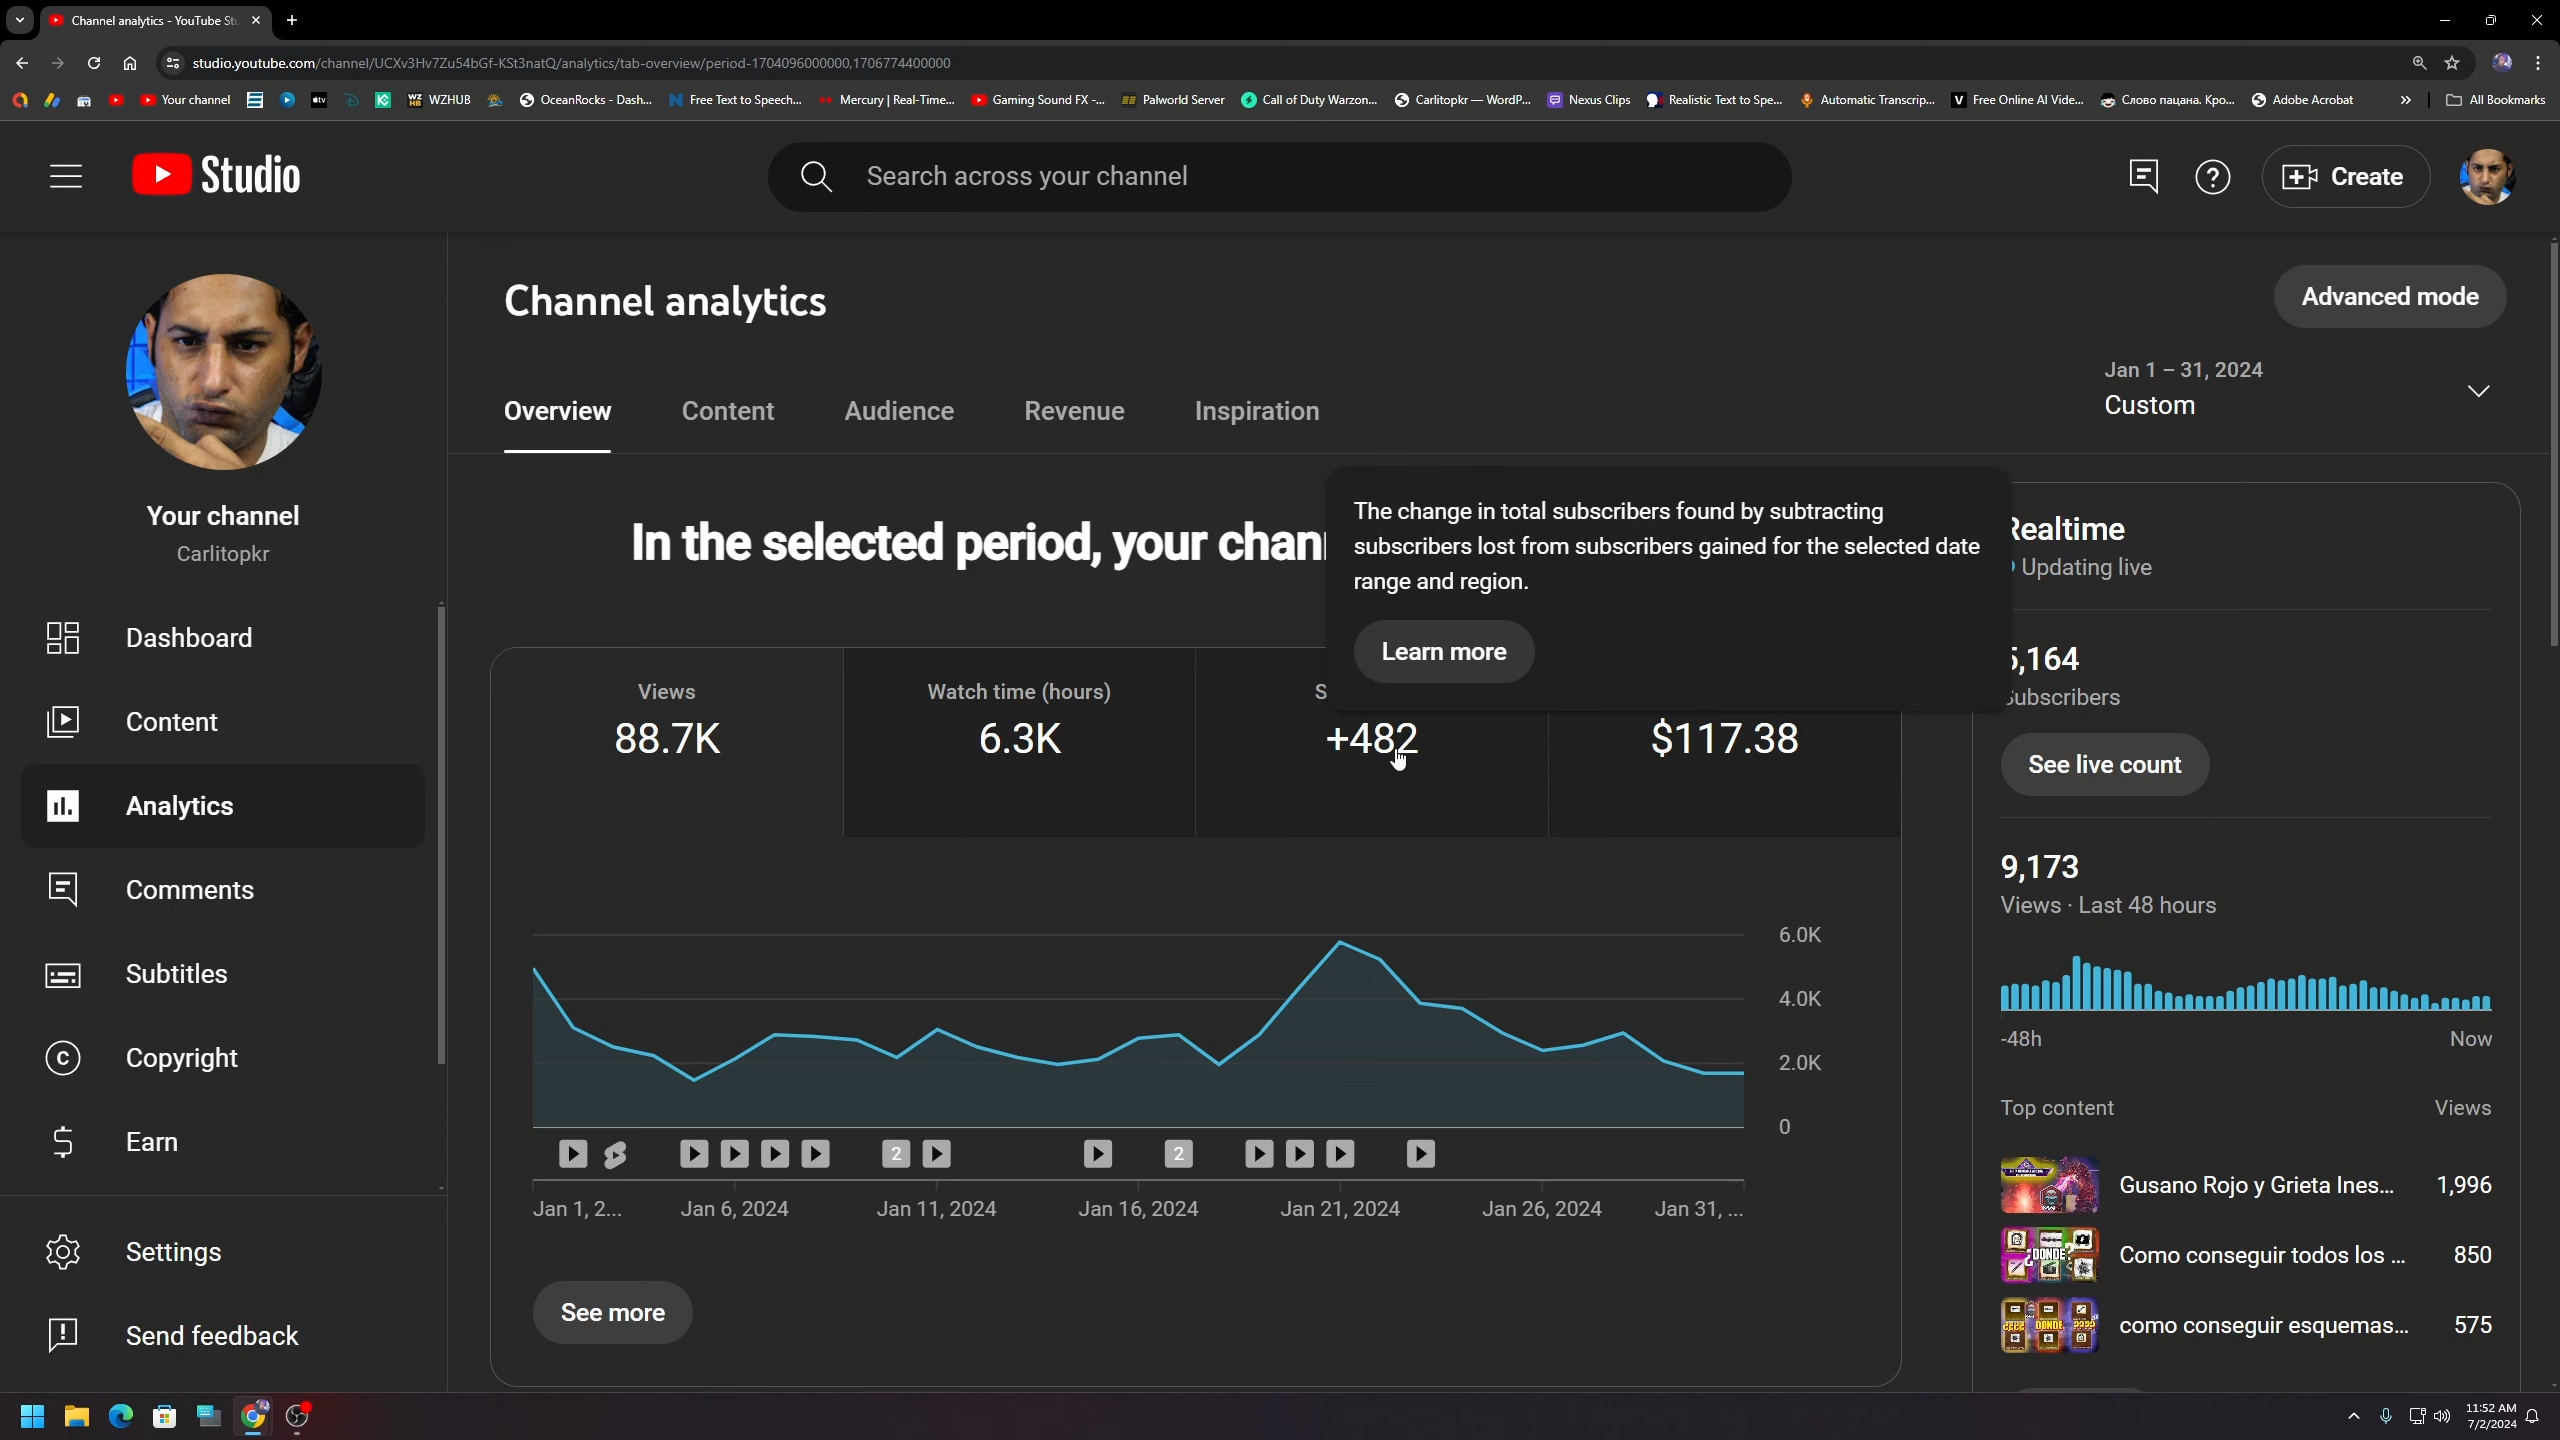 Channel analytics - YouTube St
studio.youtube.com/channel/UCXv3Hv7Zu54bGf-KSt3natQ/analytics/tab-overview/period-1704096000000,1706774400000
Your channel
WZHUB
OceanRocks - Dash...
Free Text to Speech...
Mercury | Real-Time...
Gaming Sound FX -...
Palworld Server
Call of Duty Warzon...
Carlitopkr — WordP...
Nexus Clips
Realistic Text to Spe...
Automatic Transcrip...
Free Online AI Vide...
Слово пацана. Кро...
Adobe Acrobat
All Bookmarks
Studio
Search across your channel
Create
Your channel
Carlitopkr
Dashboard
Content
Analytics
Comments
Subtitles
Copyright
Earn
Settings
Send feedback
Channel analytics
Advanced mode
Overview
Content
Audience
Revenue
Inspiration
Jan 1 – 31, 2024
Custom
In the selected period, your chan
The change in total subscribers found by subtracting
subscribers lost from subscribers gained for the selected date
range and region.
Learn more
Views
88.7K
Watch time (hours)
6.3K
S
+482
$117.38
6.0K
4.0K
2.0K
0
2
2
Jan 1, 2...
Jan 6, 2024
Jan 11, 2024
Jan 16, 2024
Jan 21, 2024
Jan 26, 2024
Jan 31, ...
See more
Realtime
Updating live
5,164
Subscribers
See live count
9,173
Views · Last 48 hours
-48h
Now
Top content
Views
Gusano Rojo y Grieta Ines...
1,996
¿DONDE?
Como conseguir todos los ...
850
DONDE
como conseguir esquemas...
575
11:52 AM
7/2/2024